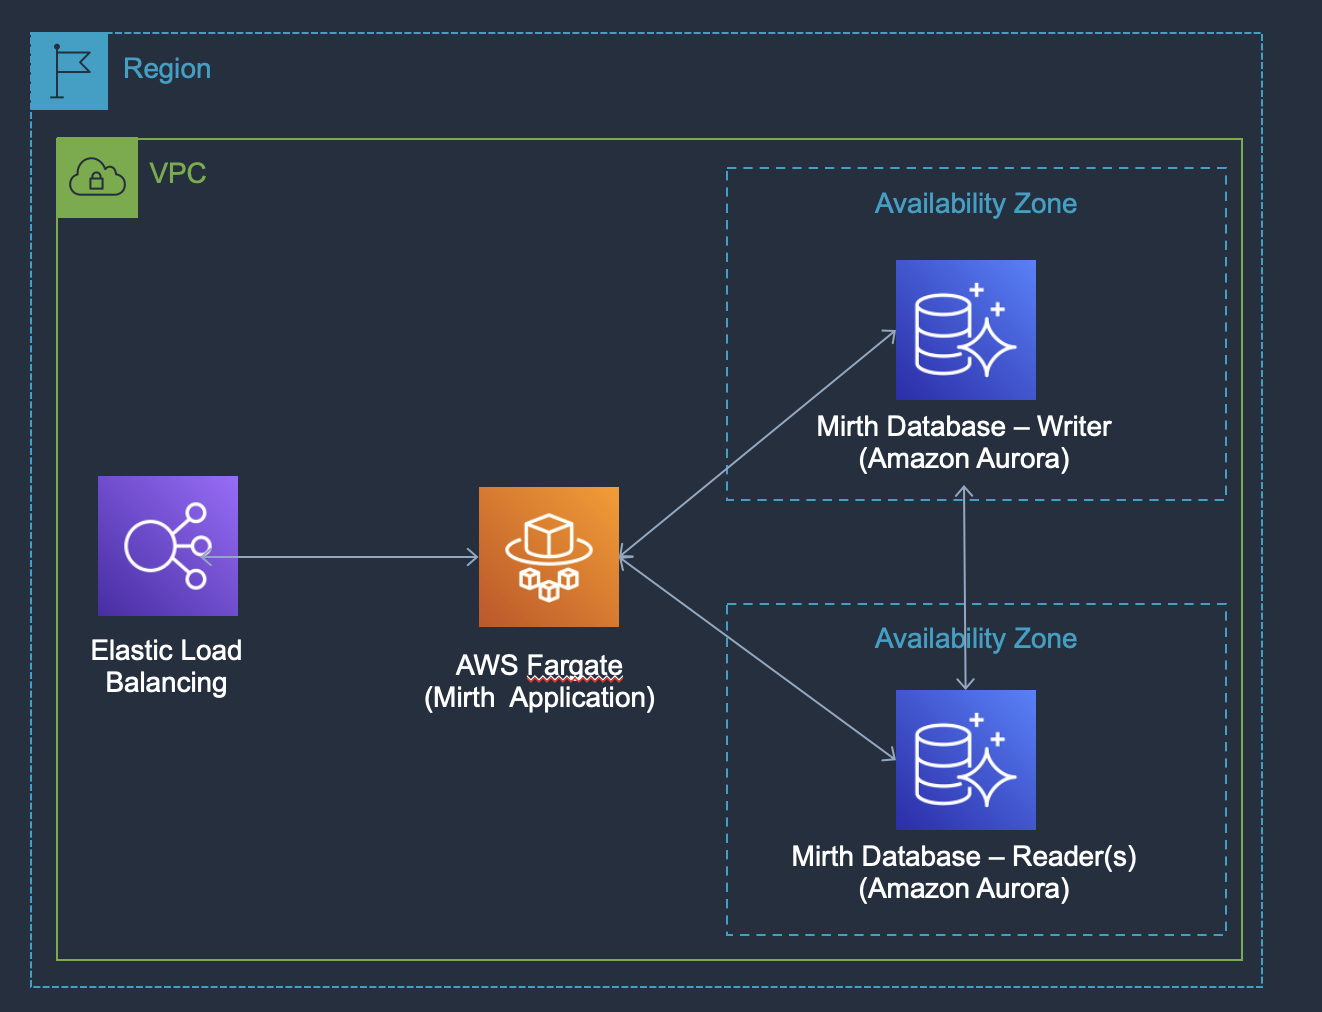 Region
VPC
Availability Zone
Mirth Database – Writer
(Amazon Aurora)
Elastic Load
Balancing
AWS Fargate
(Mirth  Application)
Availability Zone
Mirth Database – Reader(s)
(Amazon Aurora)